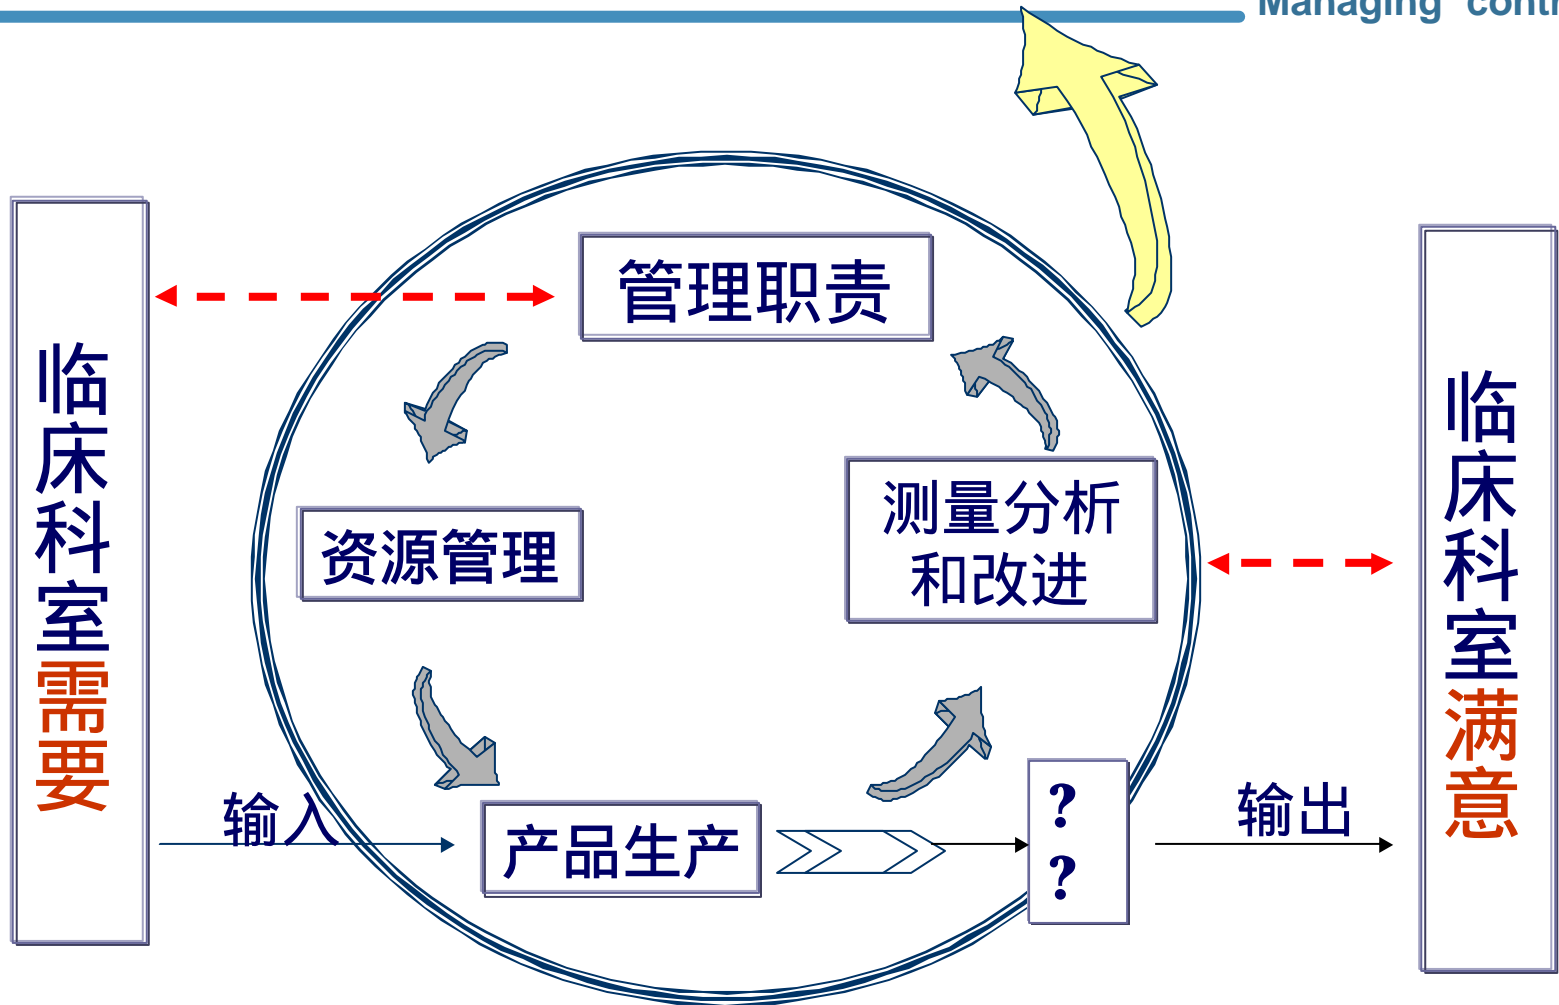 Managing contr
管理职责
临床科室需要
资源管理
测量分析
和改进
临床科室满意
输入
产品生产
?
?
输出